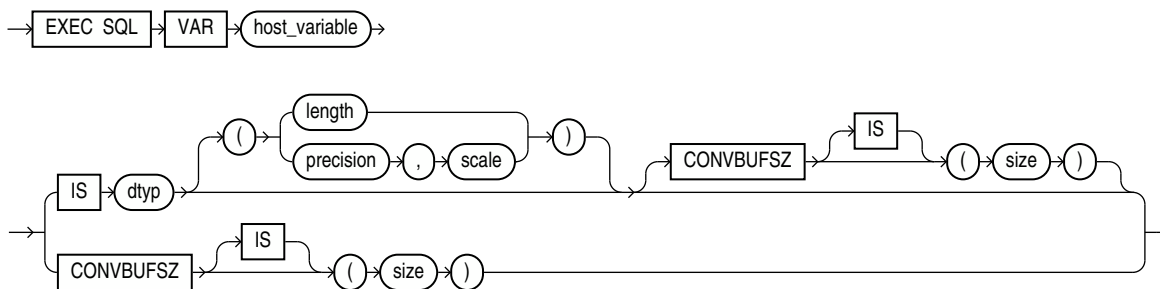 EXEC SQL VAR host_variable
length
( )
precision , scale
IS
CONVBUFSZ ( size )
IS dtyp
IS
CONVBUFSZ ( size )